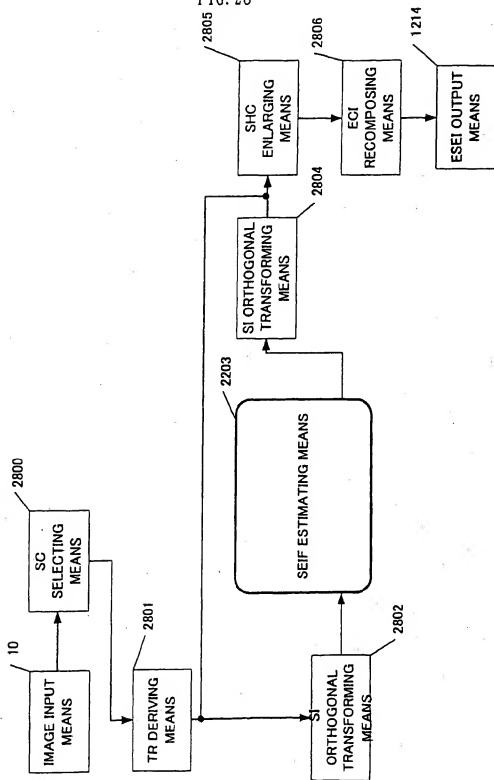 FIG. 28
10
IMAGE INPUT
MEANS
2800
SC
SELECTING
MEANS
2801
TR DERIVING
MEANS
SI
ORTHOGONAL
TRANSFORMING
MEANS
2802
2203
SEIF ESTIMATING MEANS
SI ORTHOGONAL
TRANSFORMING
MEANS
2804
2805
SHC
ENLARGING
MEANS
2806
ECI
RECOMPOSING
MEANS
1214
ESEI OUTPUT
MEANS